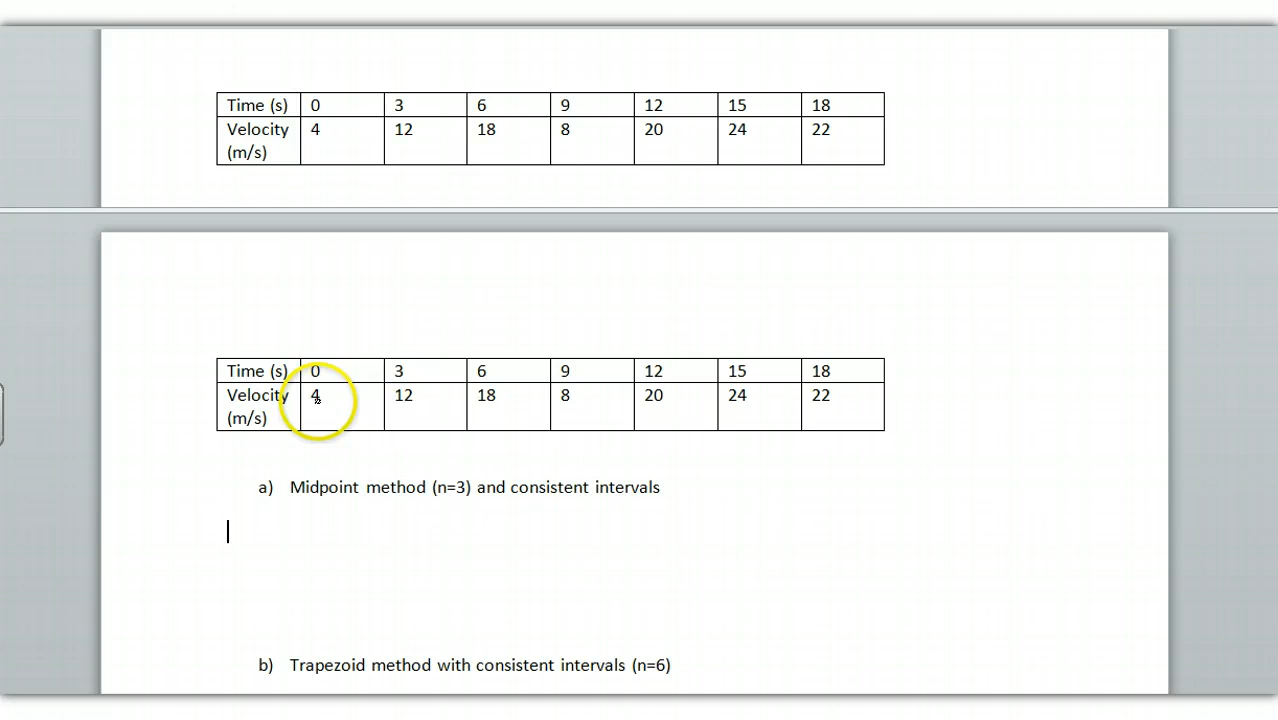 Time (s) 0 3 6 9 12 15 18
Velocity 4 12 18 8 20 24 22
(m/s)
Time (s) 0 3 6 9 12 15 18
Velocity 4 12 18 8 20 24 22
(m/s)
a) Midpoint method (n=3) and consistent intervals
b) Trapezoid method with consistent intervals (n=6)